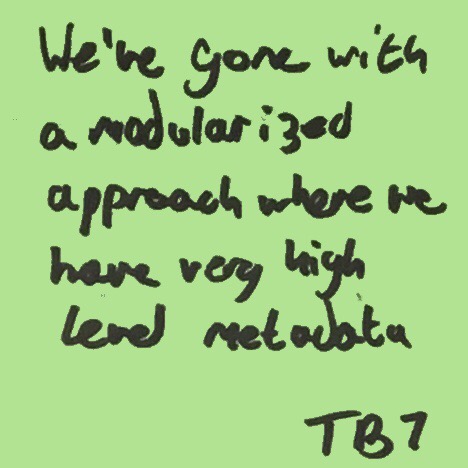 We've gone with
a modularized
approach where we
have very high
level metadata
TB7